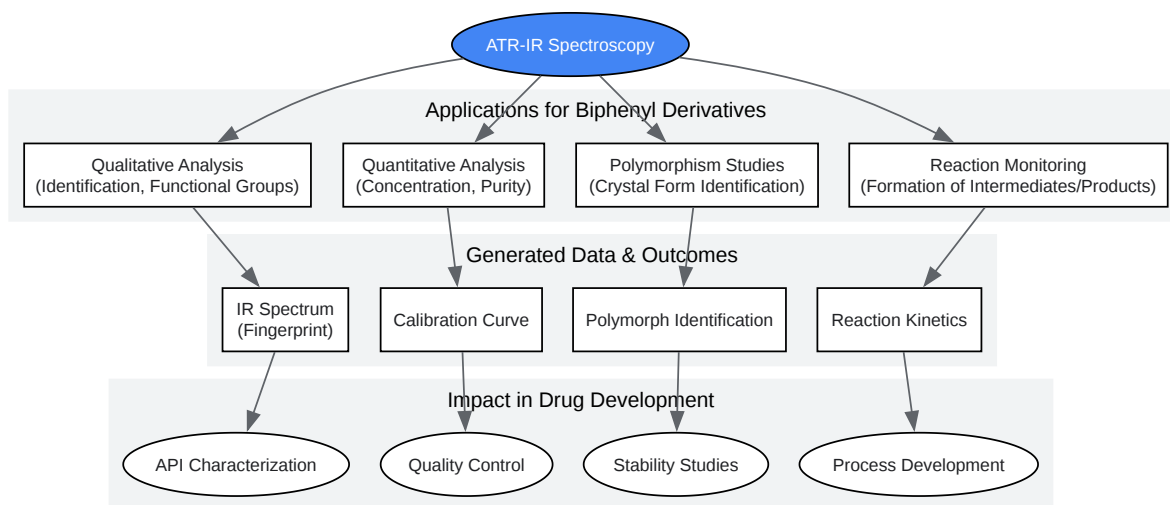 ATR-IR Spectroscopy
Applications for Biphenyl Derivatives
Qualitative Analysis
(Identification, Functional Groups)
Quantitative Analysis
(Concentration, Purity)
Polymorphism Studies
(Crystal Form Identification)
Reaction Monitoring
(Formation of Intermediates/Products)
Generated Data & Outcomes
IR Spectrum
(Fingerprint)
Calibration Curve
Polymorph Identification
Reaction Kinetics
Impact in Drug Development
API Characterization
Quality Control
Stability Studies
Process Development